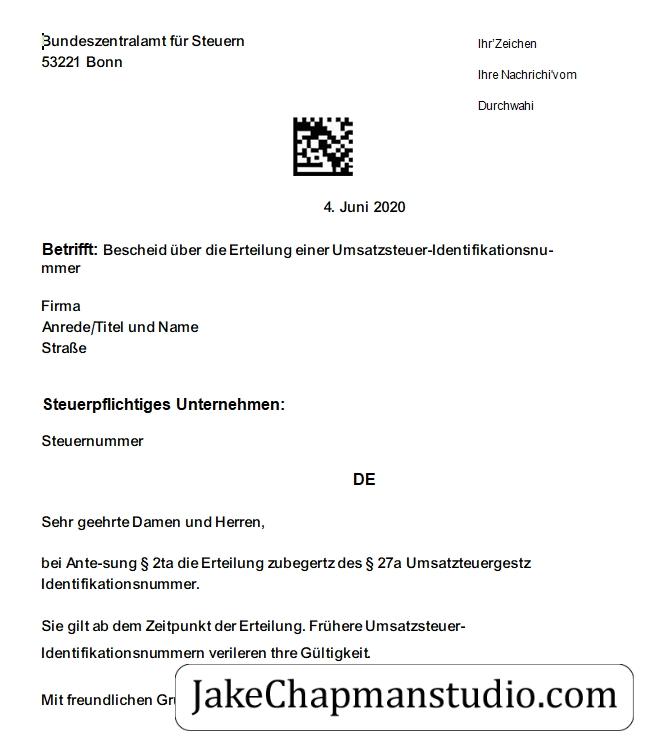 Bundeszentralamt für Steuern
53221 Bonn
Ihr'Zeichen
Ihre Nachrichi'vom
Durchwahi
4. Juni 2020
Betrifft: Bescheid über die Erteilung einer Umsatzsteuer-Identifikationsnu-
mmer
Firma
Anrede/Titel und Name
Straße
Steuerpflichtiges Unternehmen:
Steuernummer
DE
Sehr geehrte Damen und Herren,
bei Ante-sung § 2ta die Erteilung zubegertz des § 27a Umsatzteuergestz
Identifikationsnummer.
Sie gilt ab dem Zeitpunkt der Erteilung. Frühere Umsatzsteuer-
Identifikationsnummern verileren thre Gültigkeit.
Mit freundlichen
JakeChapmanstudio.com